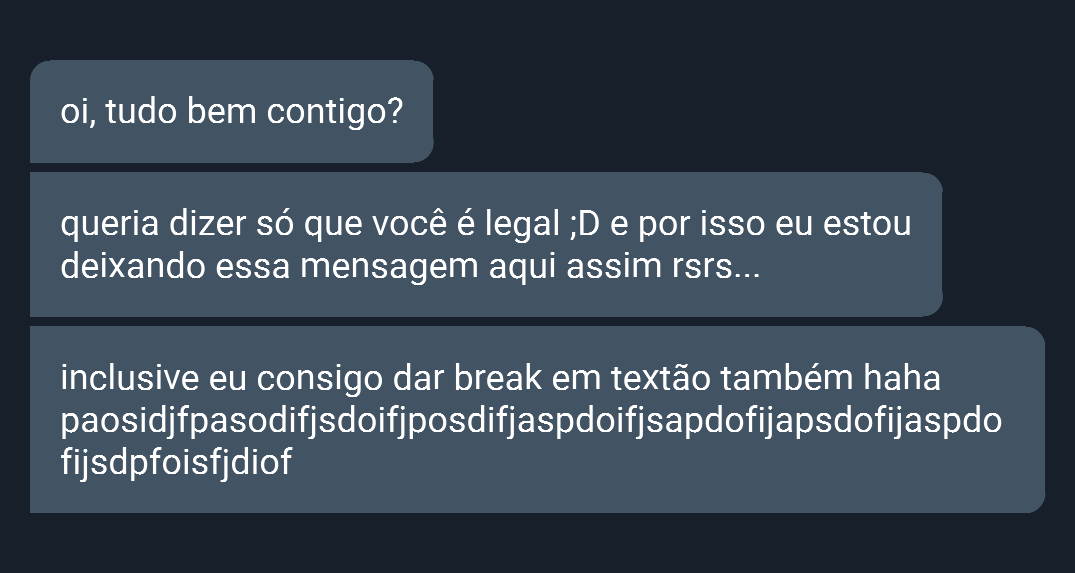 oi, tudo bem contigo?
queria dizer só que você é legal ;D e por isso eu estou
deixando essa mensagem aqui assim rsrs...
inclusive eu consigo dar break em textão também haha
paosidjfpasodifjsdoifjposdifjaspdoifjsapdofijapsdofijaspdo
fijsdpfoisfjdiof